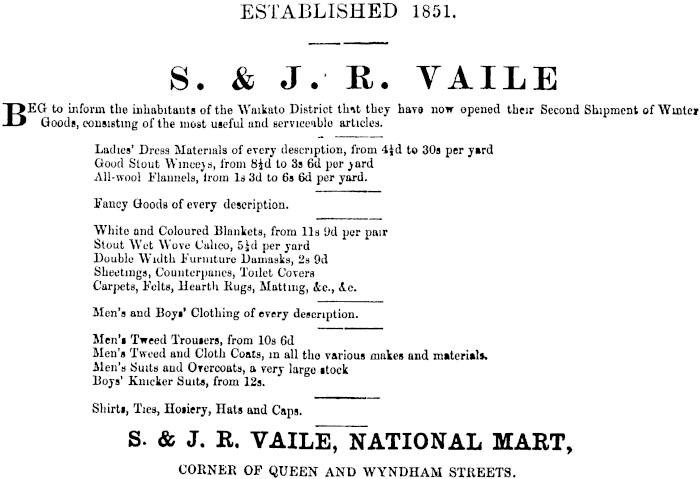 ESTABLISHED 1851.
S. & J. R. VAILE
BEG to inform the inhabitants of the Waikato District that they have now opened their Second Shipment of Winter
Goods, consisting of the most useful and serviceable articles.
Ladies' Dress Materials of every description, from 4½d to 30s per yard
Good Stout Winceys, from 8½d to 3s 6d per yard
All-wool Flannels, from 1s 3d to 6s 6d per yard.
Fancy Goods of every description.
White and Coloured Blankets, from 11s 9d per pair
Stout Wet Wove Calico, 5½d per yard
Double Width Furniture Damasks, 2s 9d
Sheetings, Counterpanes, Toilet Covers
Carpets, Felts, Hearth Rugs, Matting, &c., &c.
Men's and Boys' Clothing of every description.
Men's Tweed Trousers, from 10s 6d
Men's Tweed and Cloth Coats, in all the various makes and materials.
Men's Suits and Overcoats, a very large stock
Boys' Knicker Suits, from 12s.
Shirts, Ties, Hosiery, Hats and Caps.
S. & J. R. VAILE, NATIONAL MART,
CORNER OF QUEEN AND WYNDHAM STREETS.